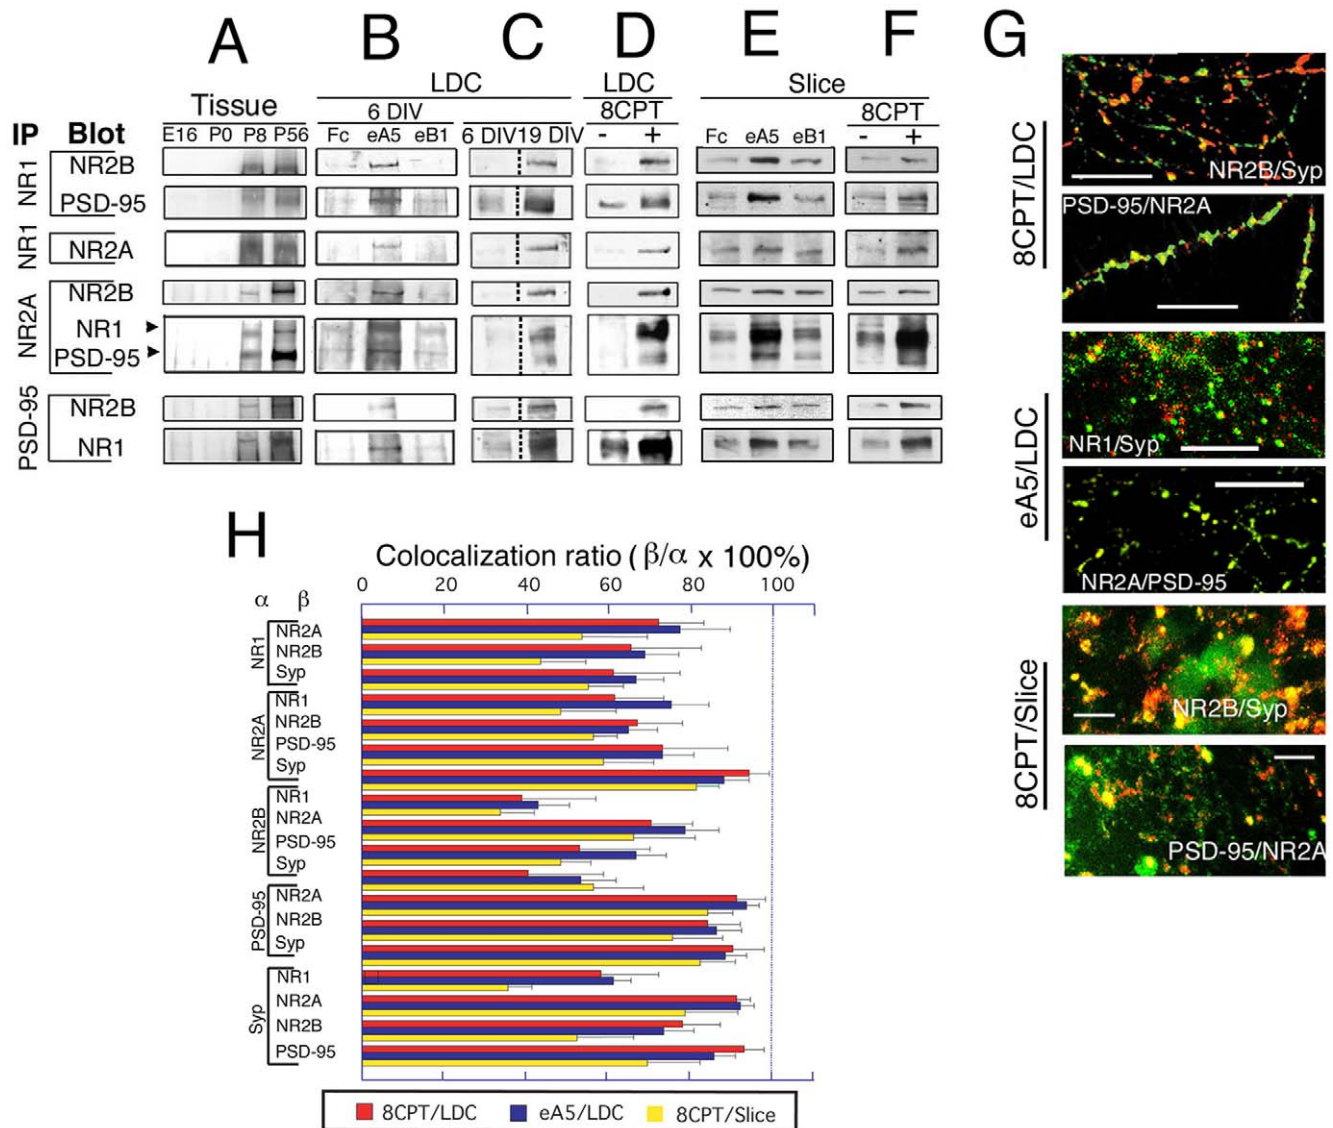 A B C D E F G
LDC LDC Slice
Tissue 6 DIV 8CPT 8CPT
IP Blot E16 P0 P8 P56 Fc eA5 eB1 6 DIV 19 DIV - + Fc eA5 eB1 - +
NR1 NR2B
PSD-95
NR1 NR2A
NR2A NR2B
NR1
PSD-95
PSD-95 NR2B
NR1
8CPT/LDC
NR2B/Syp
PSD-95/NR2A
eA5/LDC
NR1/Syp
NR2A/PSD-95
8CPT/Slice
NR2B/Syp
PSD-95/NR2A
H
Colocalization ratio ( β/α x 100%)
0 20 40 60 80 100
α β
NR1 NR2A
NR2B
Syp
NR2A NR1
NR2B
PSD-95
Syp
NR2B NR1
NR2A
PSD-95
Syp
PSD-95 NR2A
NR2B
Syp
Syp NR1
NR2A
NR2B
PSD-95
8CPT/LDC eA5/LDC 8CPT/Slice